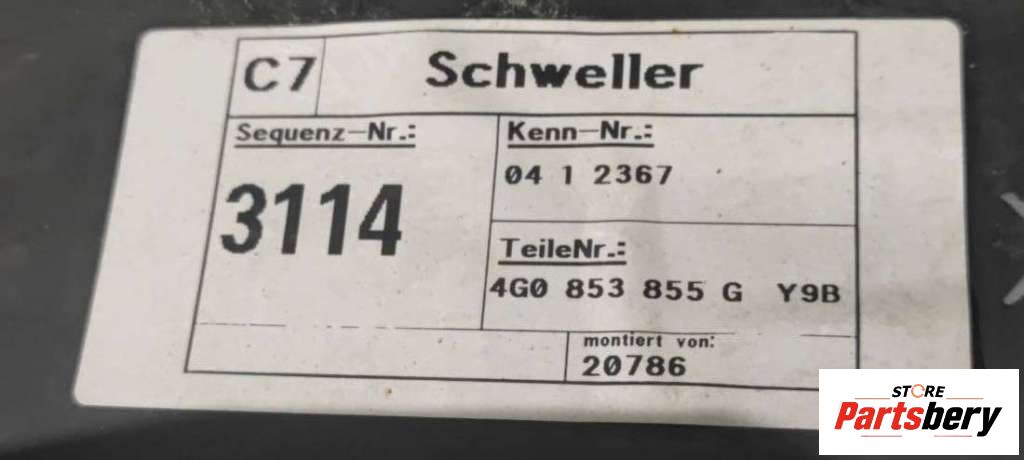 C7 Schweller
Sequenz-Nr.:
3114
Kenn-Nr.:
04 1 2367
TeileNr.:
4G0 853 855 G Y9B
montiert von:
20786
STORE
Partsbery